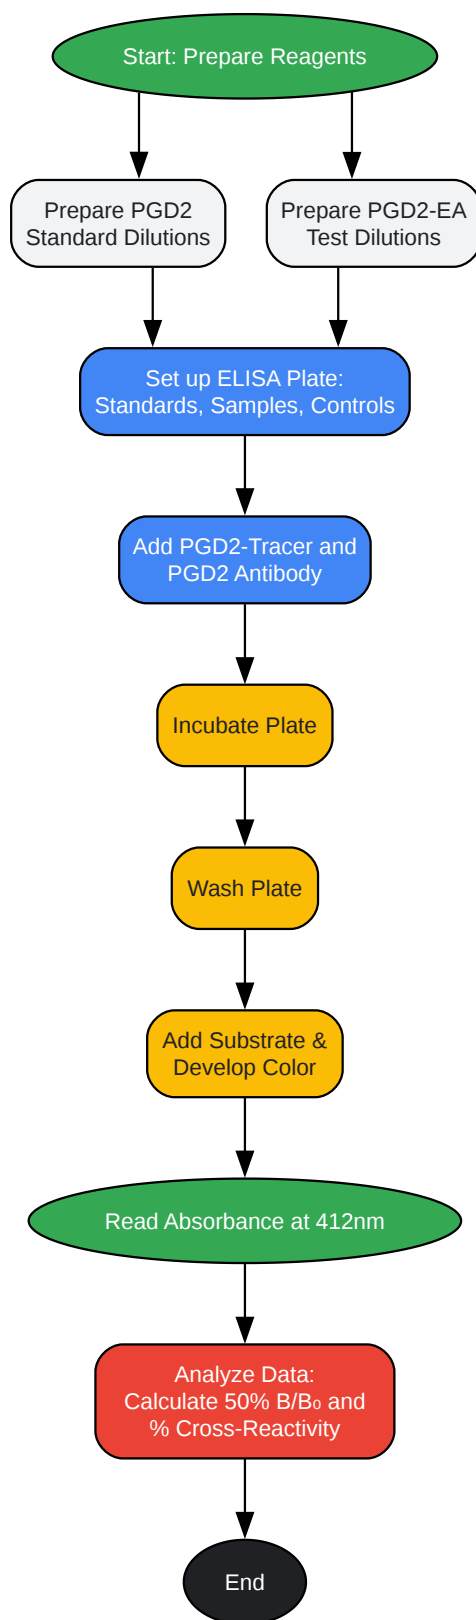 Start: Prepare Reagents
Prepare PGD2
Standard Dilutions
Prepare PGD2-EA
Test Dilutions
Set up ELISA Plate:
Standards, Samples, Controls
Add PGD2-Tracer and
PGD2 Antibody
Incubate Plate
Wash Plate
Add Substrate &
Develop Color
Read Absorbance at 412nm
Analyze Data:
Calculate 50% B/B₀ and
% Cross-Reactivity
End